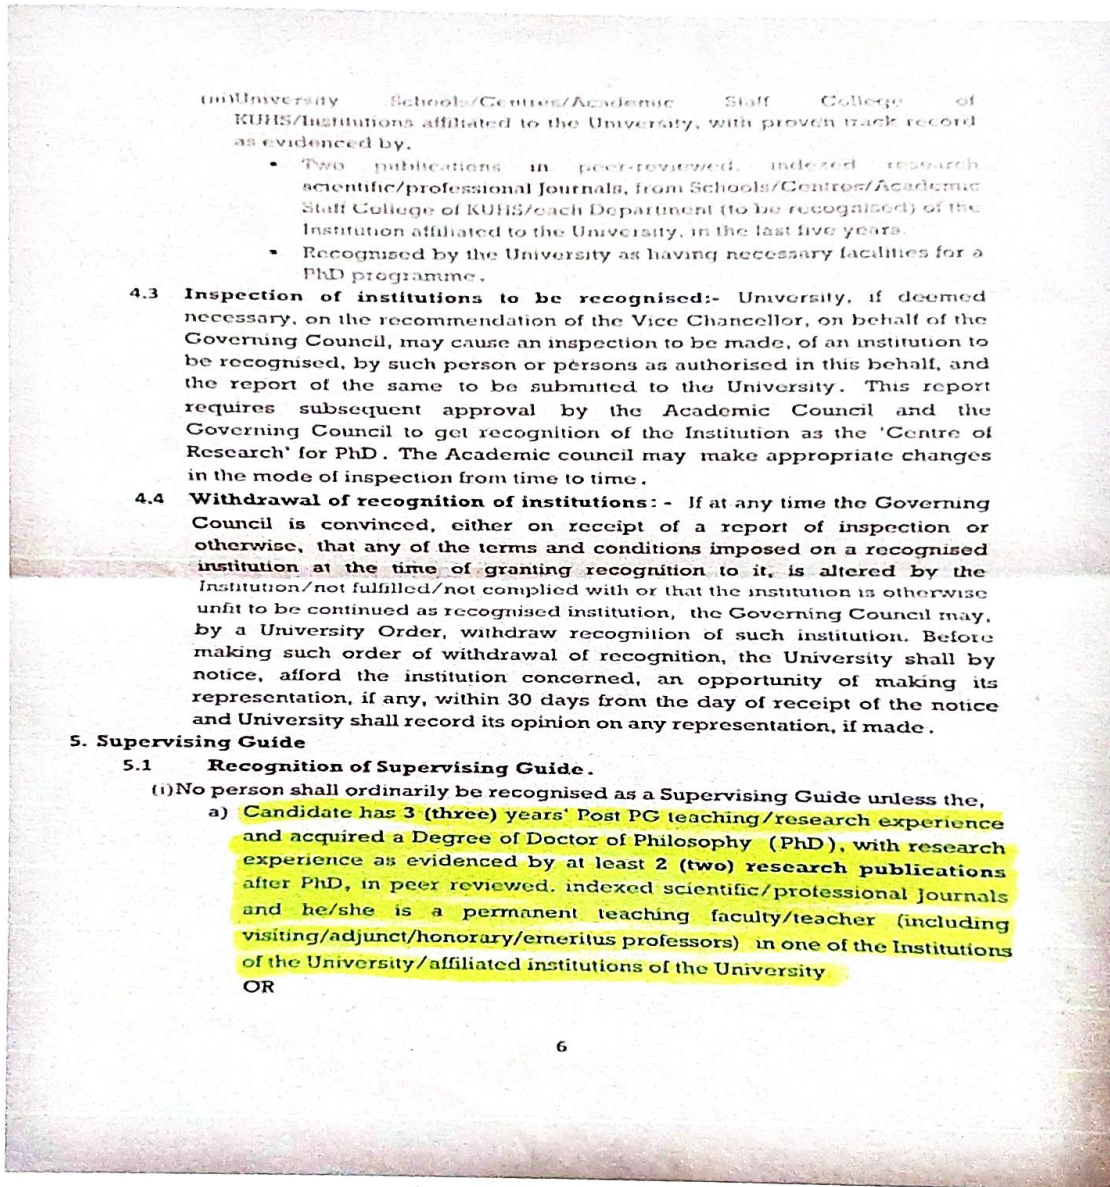 (iii)University Schools/Centres/Academic Staff College of
KUHS/Institutions affiliated to the University, with proven track record
as evidenced by.
• Two publications in peer-reviewed, indexed research
scientific/professional Journals, from Schools/Centres/Academic
Staff College of KUHS/each Department (to be recognised) of the
Institution affiliated to the University, in the last five years.
• Recognised by the University as having necessary facilities for a
PhD programme.
4.3 Inspection of institutions to be recognised:- University, if deemed
necessary, on the recommendation of the Vice Chancellor, on behalf of the
Governing Council, may cause an inspection to be made, of an institution to
be recognised, by such person or persons as authorised in this behalf, and
the report of the same to be submitted to the University. This report
requires subsequent approval by the Academic Council and the
Governing Council to get recognition of the Institution as the 'Centre of
Research' for PhD. The Academic council may make appropriate changes
in the mode of inspection from time to time.
4.4 Withdrawal of recognition of institutions: - If at any time the Governing
Council is convinced, either on receipt of a report of inspection or
otherwise, that any of the terms and conditions imposed on a recognised
institution at the time of granting recognition to it, is altered by the
Institution/not fulfilled/not complied with or that the institution is otherwise
unfit to be continued as recognised institution, the Governing Council may,
by a University Order, withdraw recognition of such institution. Before
making such order of withdrawal of recognition, the University shall by
notice, afford the institution concerned, an opportunity of making its
representation, if any, within 30 days from the day of receipt of the notice
and University shall record its opinion on any representation, if made.
5. Supervising Guide
5.1 Recognition of Supervising Guide.
(i)No person shall ordinarily be recognised as a Supervising Guide unless the,
a) Candidate has 3 (three) years' Post PG teaching/research experience
and acquired a Degree of Doctor of Philosophy (PhD), with research
experience as evidenced by at least 2 (two) research publications
after PhD, in peer reviewed. indexed scientific/professional Journals
and he/she is a permanent teaching faculty/teacher (including
visiting/adjunct/honorary/emeritus professors) in one of the Institutions
of the University/affiliated institutions of the University
OR
6